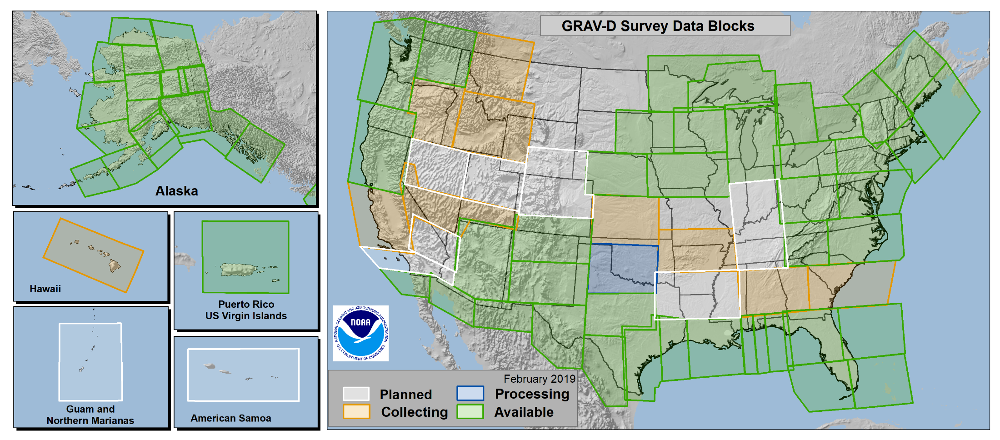 GRAV-D Survey Data Blocks
Alaska
Hawaii
Puerto Rico
US Virgin Islands
Guam and
Northern Marianas
American Samoa
NATIONAL OCEANIC AND ATMOSPHERIC ADMINISTRATION
NOAA
U.S. DEPARTMENT OF COMMERCE
February 2019
Planned
Processing
Collecting
Available